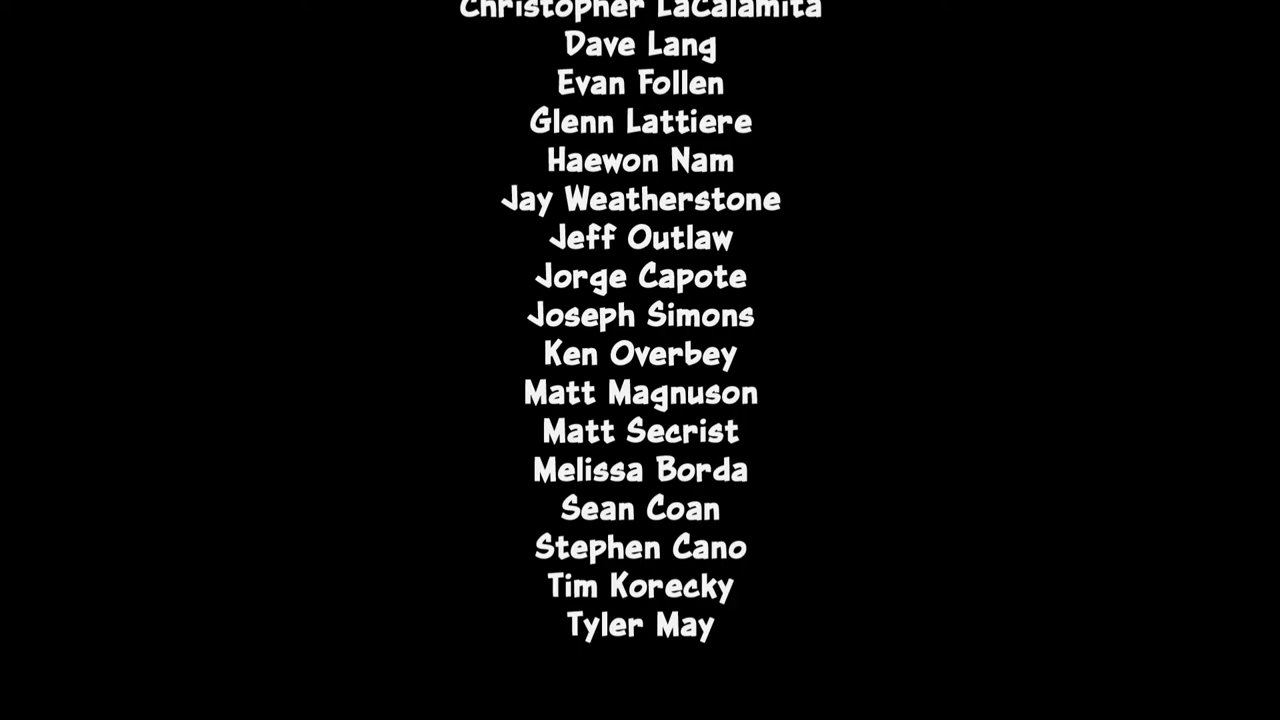 Christopher LaCalamita
Dave Lang
Evan Follen
Glenn Lattiere
Haewon Nam
Jay Weatherstone
Jeff Outlaw
Jorge Capote
Joseph Simons
Ken Overbey
Matt Magnuson
Matt Secrist
Melissa Borda
Sean Coan
Stephen Cano
Tim Korecky
Tyler May